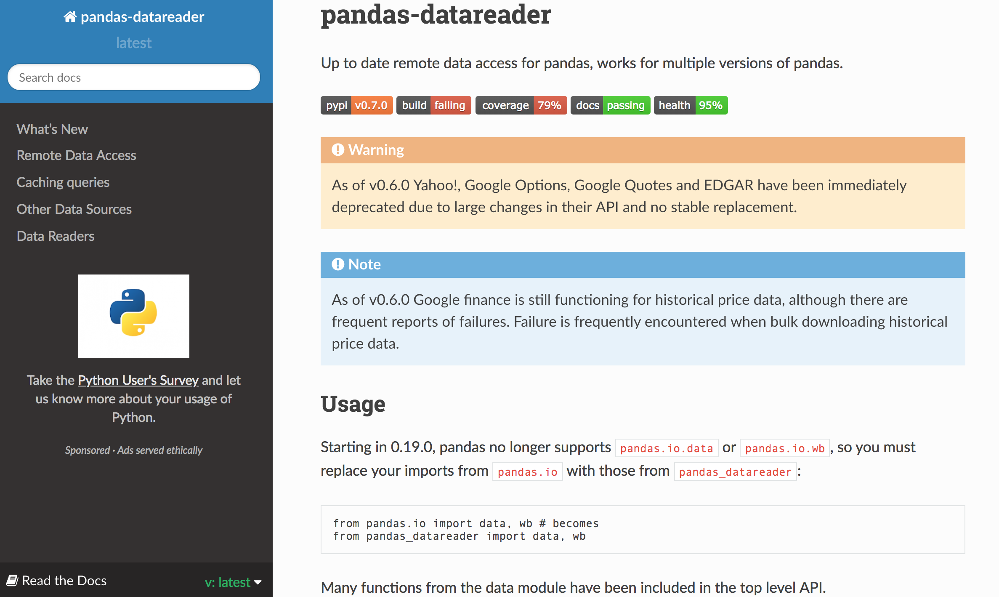 pandas-datareader
latest
Search docs
What’s New
Remote Data Access
Caching queries
Other Data Sources
Data Readers
Take the Python User's Survey and let
us know more about your usage of
Python.
Sponsored · Ads served ethically
Read the Docs
v: latest
pandas-datareader
Up to date remote data access for pandas, works for multiple versions of pandas.
pypi v0.7.0 build failing coverage 79% docs passing health 95%
Warning
As of v0.6.0 Yahoo!, Google Options, Google Quotes and EDGAR have been immediately
deprecated due to large changes in their API and no stable replacement.
Note
As of v0.6.0 Google finance is still functioning for historical price data, although there are
frequent reports of failures. Failure is frequently encountered when bulk downloading historical
price data.
Usage
Starting in 0.19.0, pandas no longer supports pandas.io.data or pandas.io.wb, so you must
replace your imports from pandas.io with those from pandas_datareader:
from pandas.io import data, wb # becomes
from pandas_datareader import data, wb
Many functions from the data module have been included in the top level API.